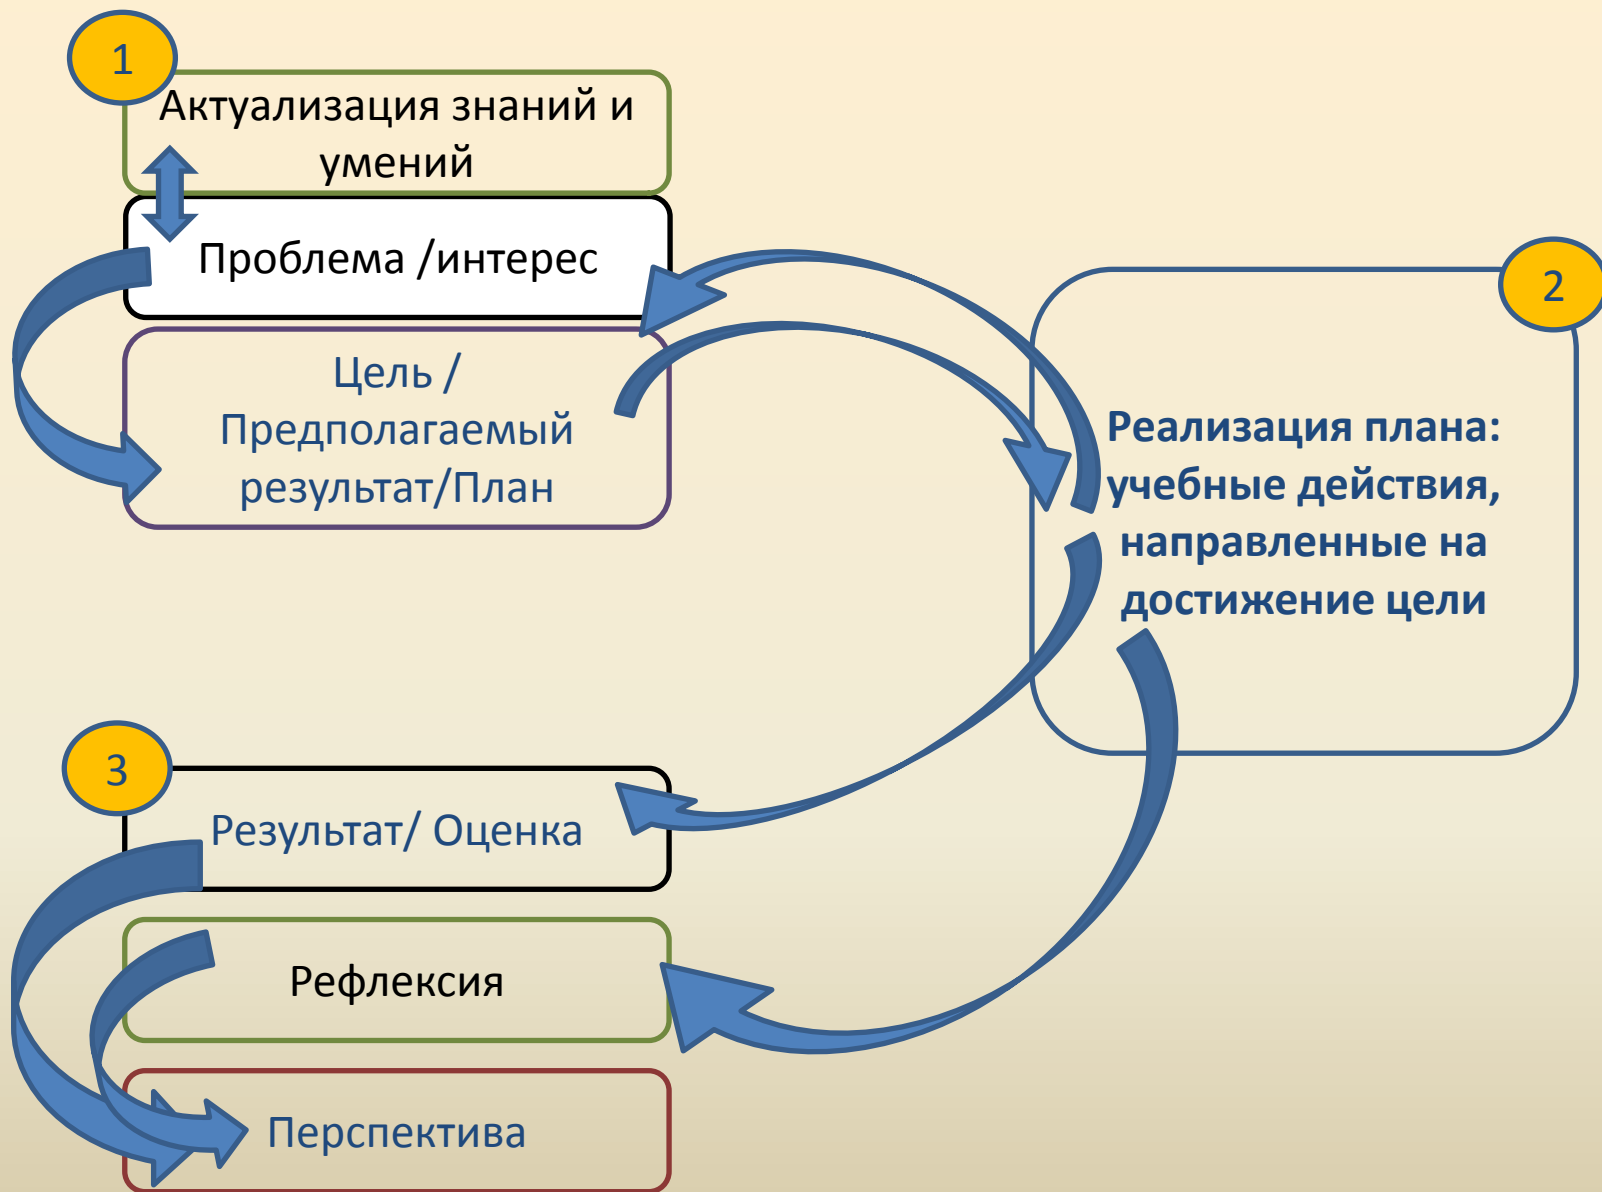 1
Актуализация знаний и
умений
Проблема /интерес
Цель /
Предполагаемый
результат/План
2
Реализация плана:
учебные действия,
направленные на
достижение цели
3
Результат/ Оценка
Рефлексия
Перспектива